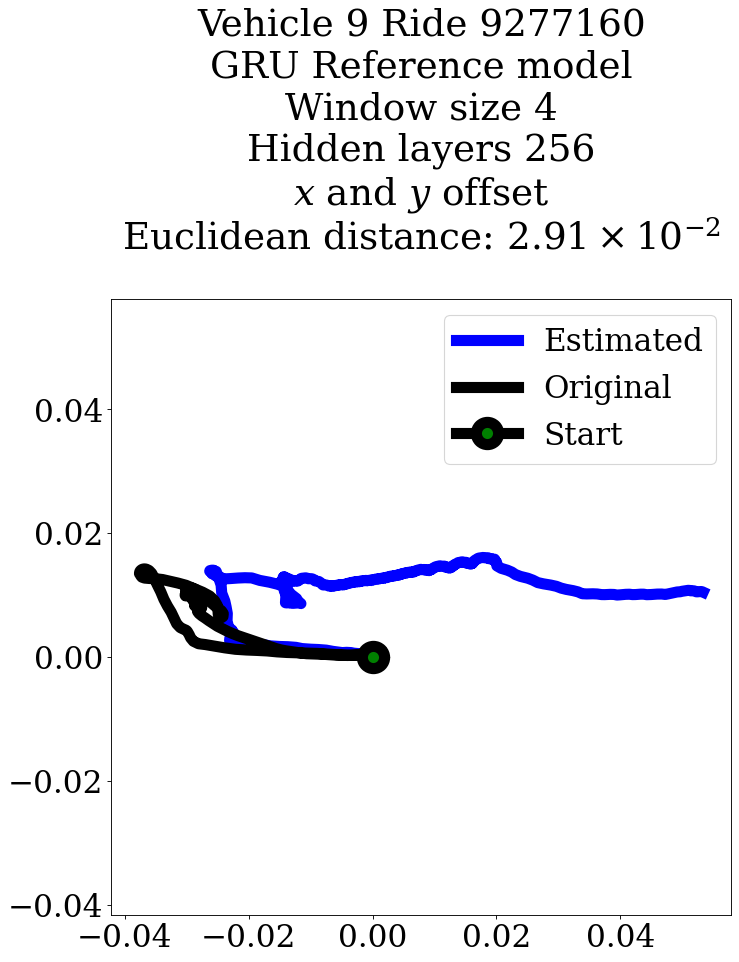 Vehicle 9 Ride 9277160
GRU Reference model
Window size 4
Hidden layers 256
x and y offset
Euclidean distance: 2.91 × 10⁻²
Estimated
Original
Start
0.04
0.02
0.00
−0.02
−0.04
−0.04 −0.02 0.00 0.02 0.04